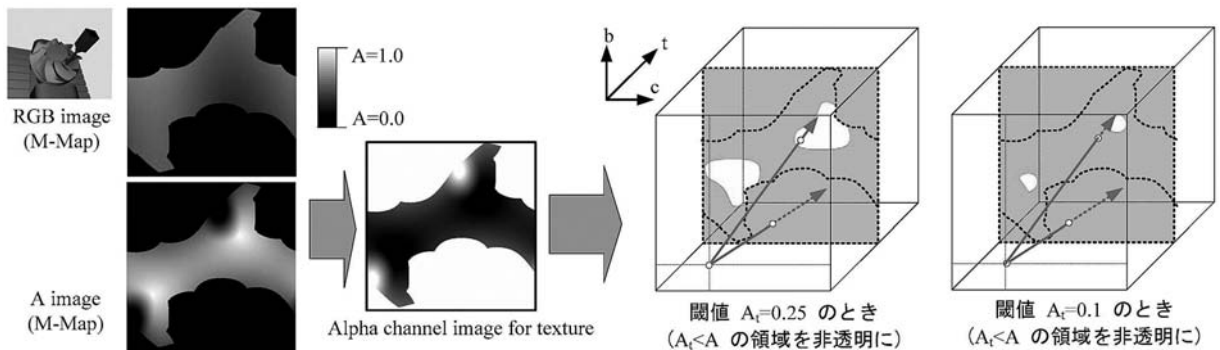 RGB image
(M-Map)
A image
(M-Map)
A=1.0
A=0.0
Alpha channel image for texture
b
t
c
閾値 At=0.25 のとき
(At<A の領域を非透明に)
閾値 At=0.1 のとき
(At<A の領域を非透明に)